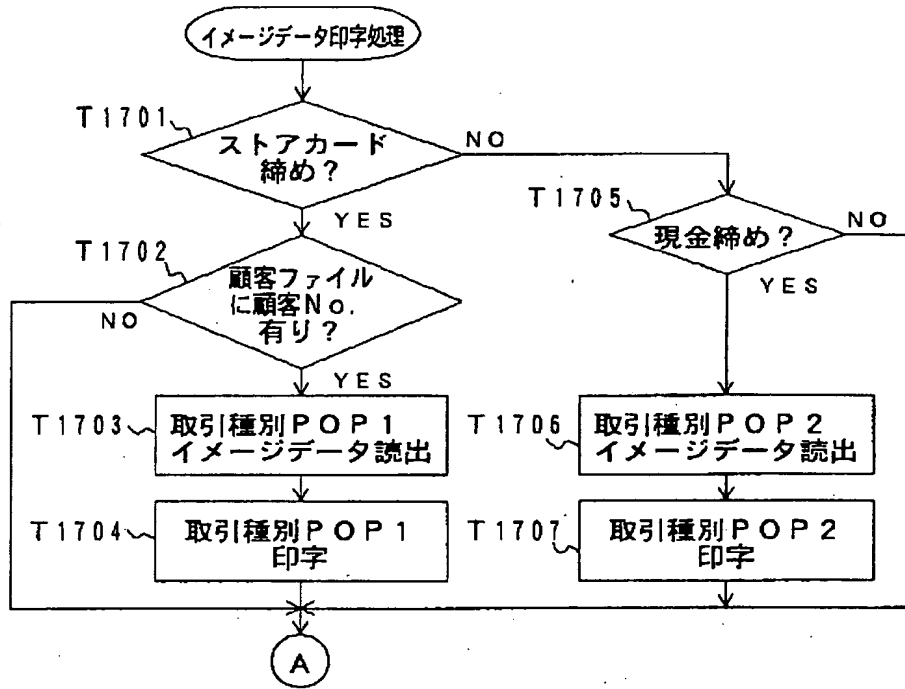 イメージデータ印字処理
T1701
ストアカード
締め?
NO
YES
T1705
現金締め?
NO
YES
T1702
顧客ファイル
に顧客No.
有り?
NO
YES
T1703
取引種別POP1
イメージデータ読出
T1706
取引種別POP2
イメージデータ読出
T1704
取引種別POP1
印字
T1707
取引種別POP2
印字
A